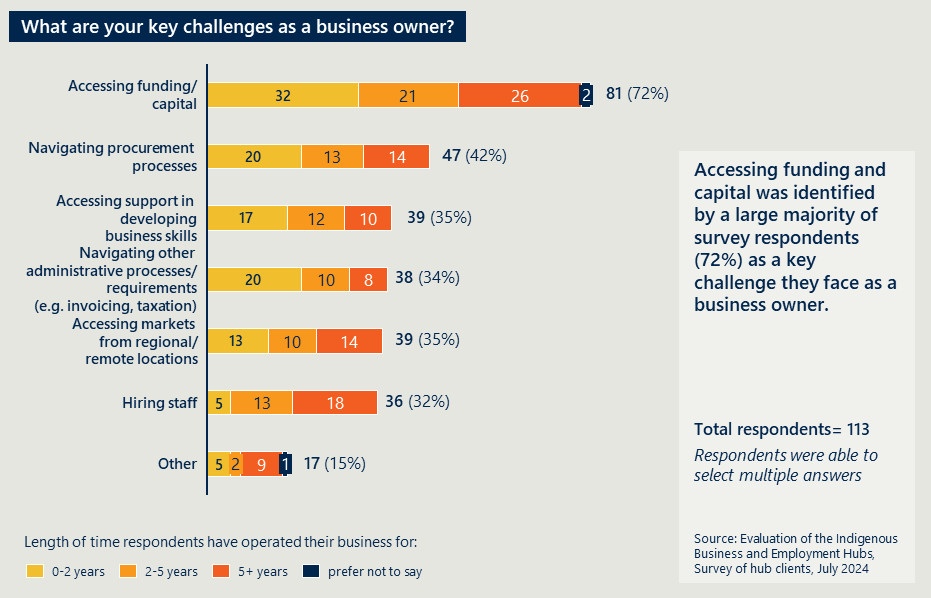 What are your key challenges as a business owner?
Accessing funding/
capital
32 21 26 2 81 (72%)
Navigating procurement
processes
20 13 14 47 (42%)
Accessing support in
developing
business skills
17 12 10 39 (35%)
Navigating other
administrative processes/
requirements
(e.g. invoicing, taxation)
20 10 8 38 (34%)
Accessing markets
from regional/
remote locations
13 10 14 39 (35%)
Hiring staff
5 13 18 36 (32%)
Other
5 2 9 1 17 (15%)
Length of time respondents have operated their business for:
0-2 years 2-5 years 5+ years prefer not to say
Accessing funding and
capital was identified
by a large majority of
survey respondents
(72%) as a key
challenge they face as a
business owner.
Total respondents= 113
Respondents were able to
select multiple answers
Source: Evaluation of the Indigenous
Business and Employment Hubs,
Survey of hub clients, July 2024